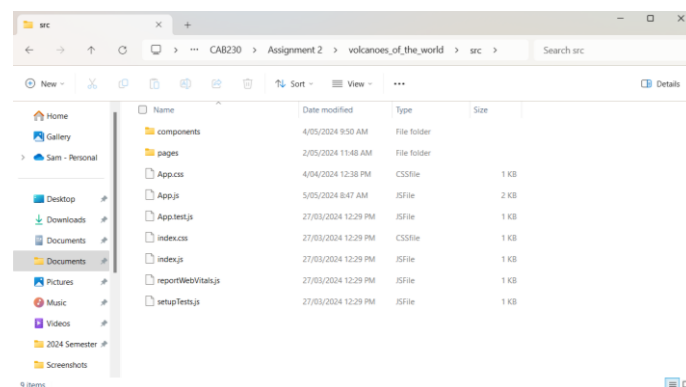 src
CAB230 > Assignment 2 > volcanoes_of_the_world > src >
Search src
New
Sort
View
Details
Name
Date modified
Type
Size
Home
Gallery
Sam - Personal
Desktop
Downloads
Documents
Documents
Pictures
Music
Videos
2024 Semester
Screenshots
components 4/05/2024 9:50 AM File folder
pages 2/05/2024 11:48 AM File folder
App.css 4/04/2024 12:38 PM CSSfile 1 KB
App.js 5/05/2024 8:47 AM JSFile 2 KB
App.test.js 27/03/2024 12:29 PM JSFile 1 KB
index.css 27/03/2024 12:29 PM CSSfile 1 KB
index.js 27/03/2024 12:29 PM JSFile 1 KB
reportWebVitals.js 27/03/2024 12:29 PM JSFile 1 KB
setupTests.js 27/03/2024 12:29 PM JSFile 1 KB
9 items